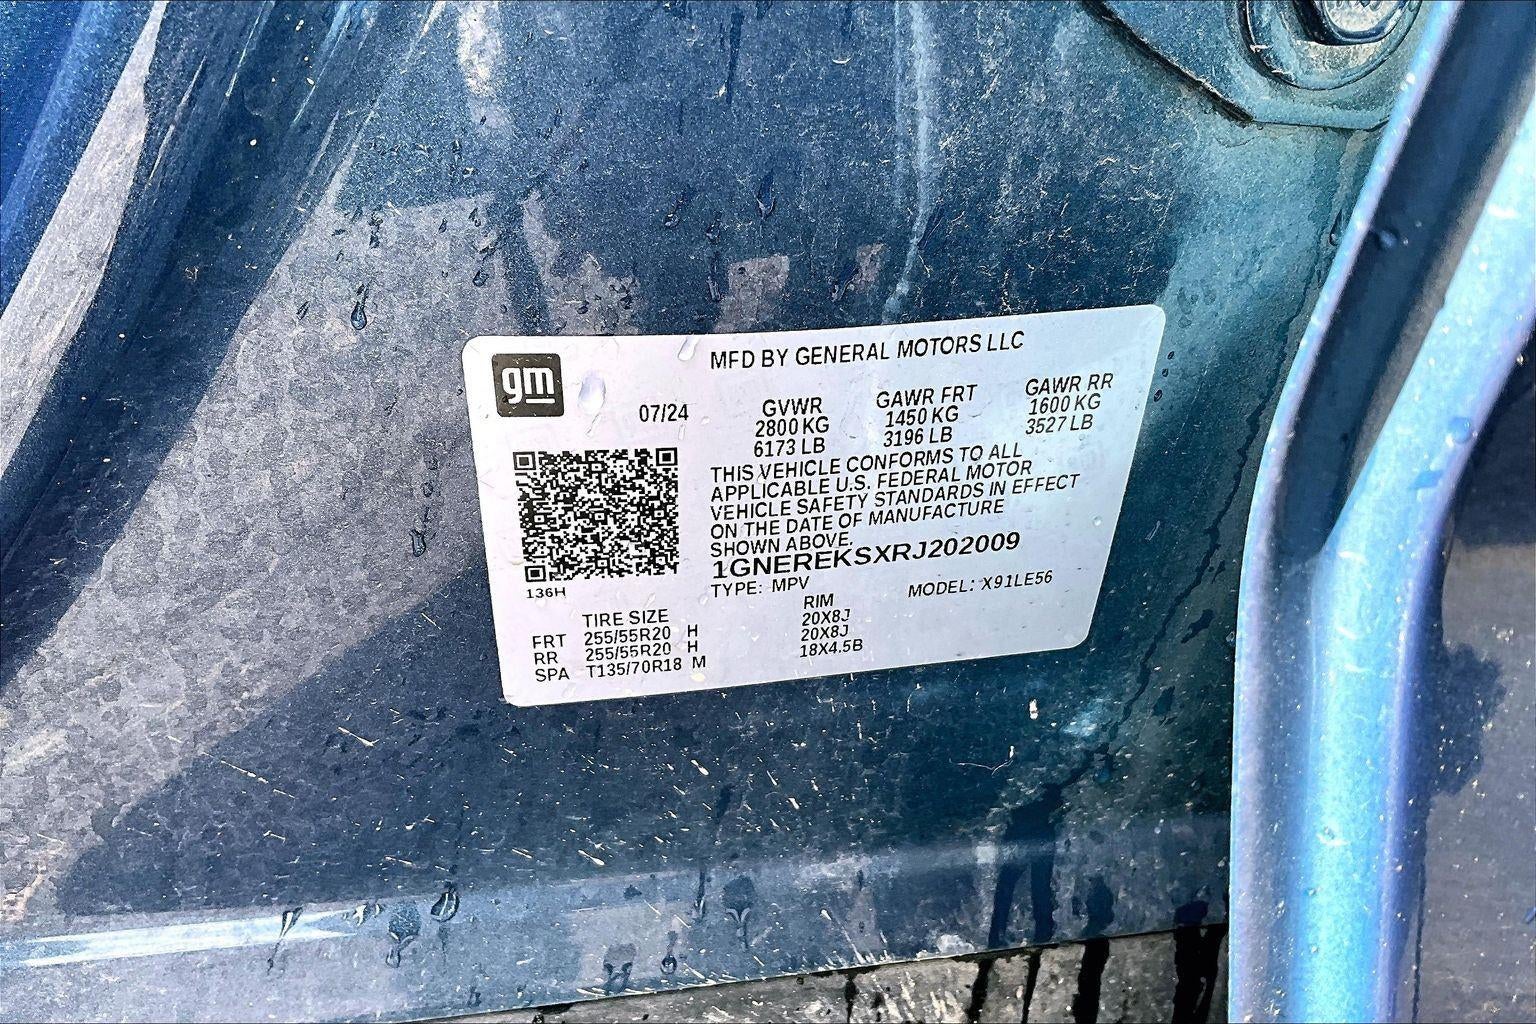 gm
MFD BY GENERAL MOTORS LLC
07/24
GVWR GAWR FRT GAWR RR
2800 KG 1450 KG 1600 KG
6173 LB 3196 LB 3527 LB
THIS VEHICLE CONFORMS TO ALL
APPLICABLE U.S. FEDERAL MOTOR
VEHICLE SAFETY STANDARDS IN EFFECT
ON THE DATE OF MANUFACTURE
SHOWN ABOVE.
1GNEREKSXRJ202009
TYPE: MPV MODEL: X91LE56
136H
TIRE SIZE RIM
FRT 255/55R20 H 20X8J
RR 255/55R20 H 20X8J
SPA T135/70R18 M 18X4.5B